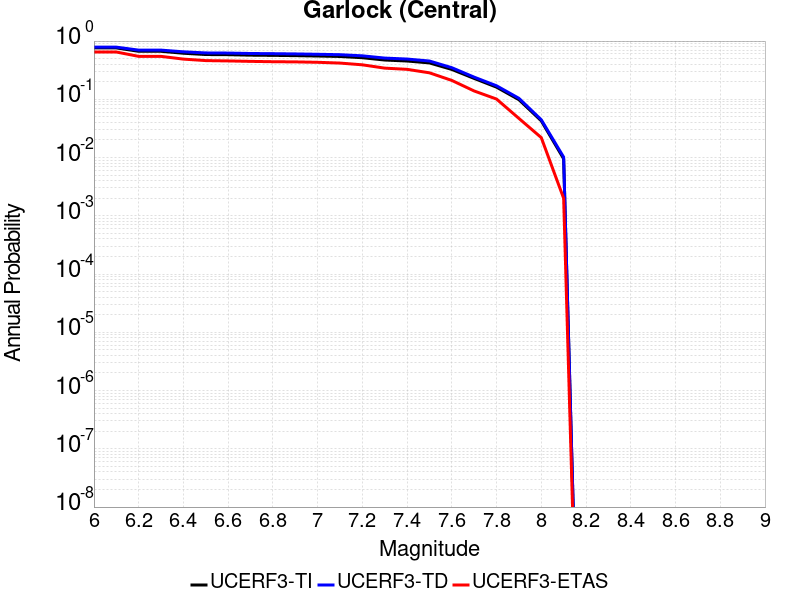 Garlock (Central)
10^0
10^-1
10^-2
10^-3
10^-4
10^-5
10^-6
10^-7
10^-8
Annual Probability
6 6.2 6.4 6.6 6.8 7 7.2 7.4 7.6 7.8 8 8.2 8.4 8.6 8.8 9
Magnitude
UCERF3-TI UCERF3-TD UCERF3-ETAS